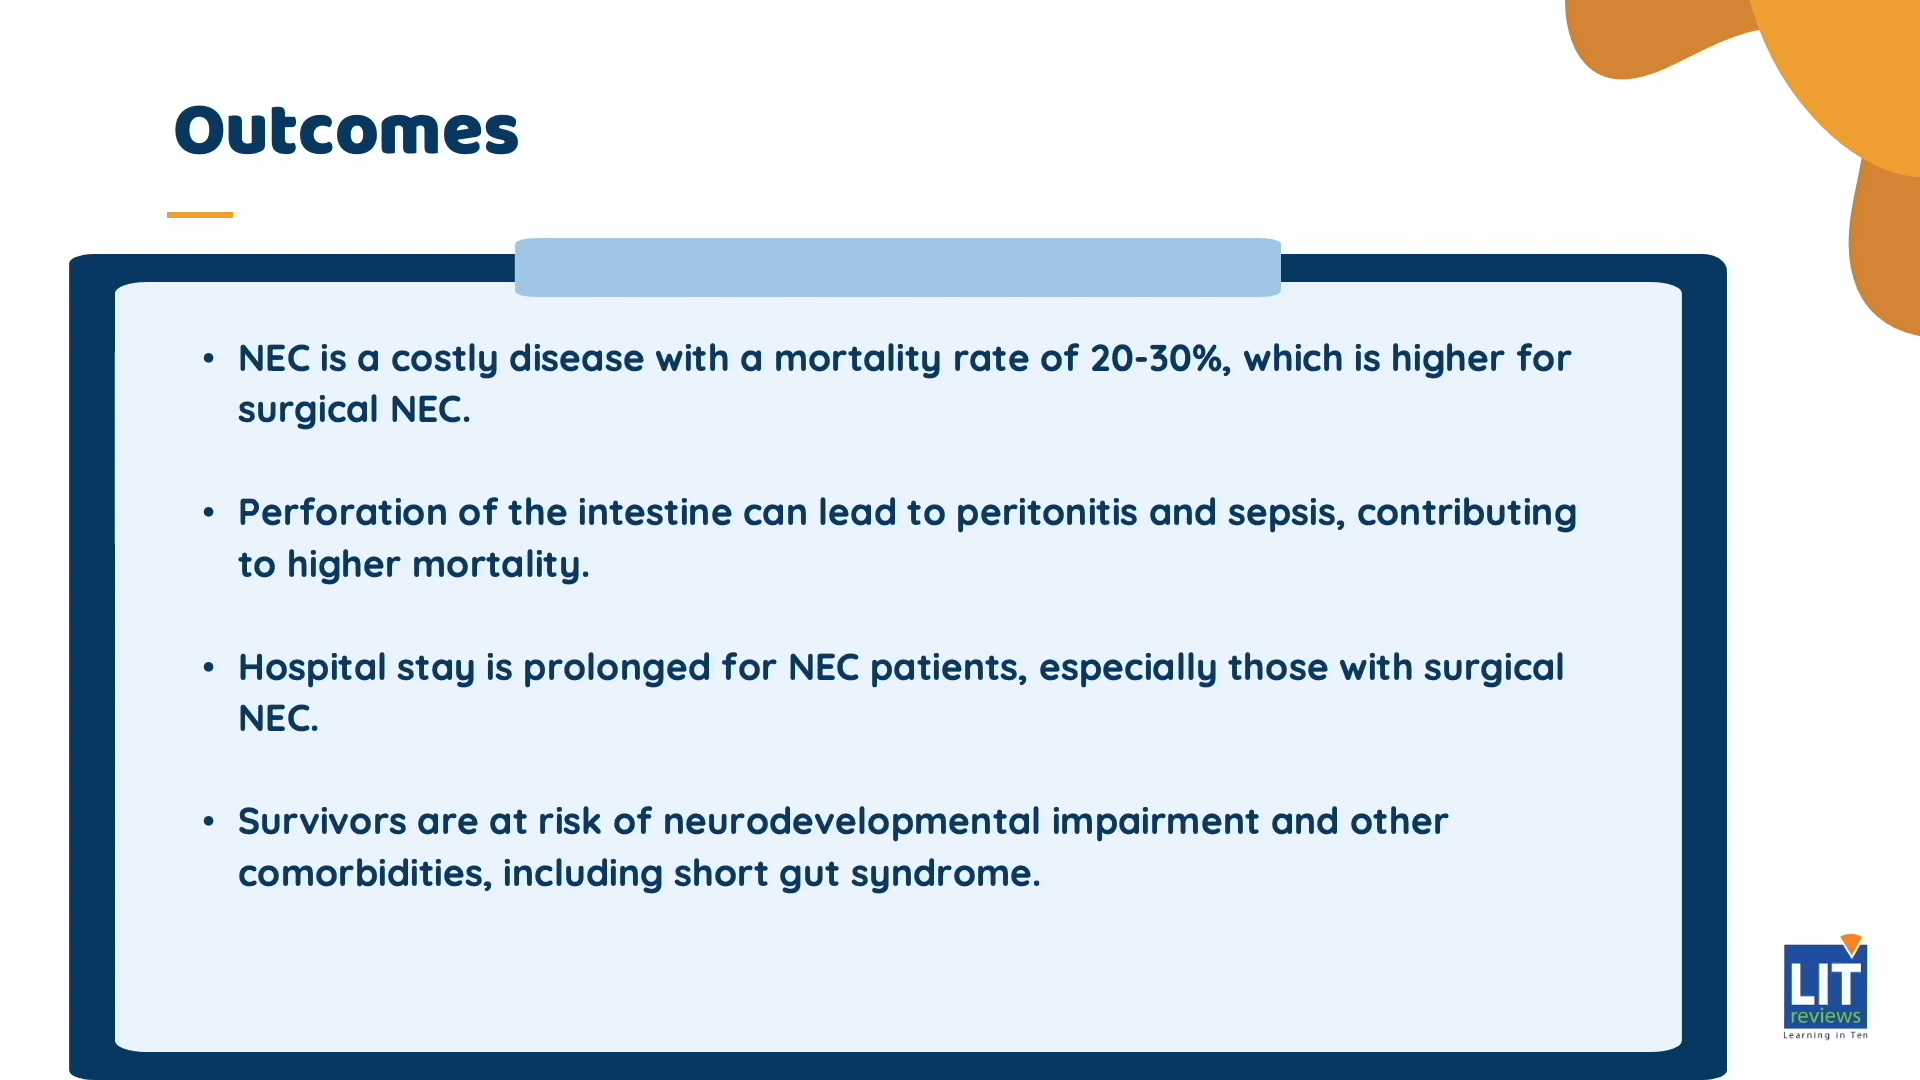 Outcomes
• NEC is a costly disease with a mortality rate of 20-30%, which is higher for
surgical NEC.
• Perforation of the intestine can lead to peritonitis and sepsis, contributing
to higher mortality.
• Hospital stay is prolonged for NEC patients, especially those with surgical
NEC.
• Survivors are at risk of neurodevelopmental impairment and other
comorbidities, including short gut syndrome.
LIT
reviews
Learning in Ten